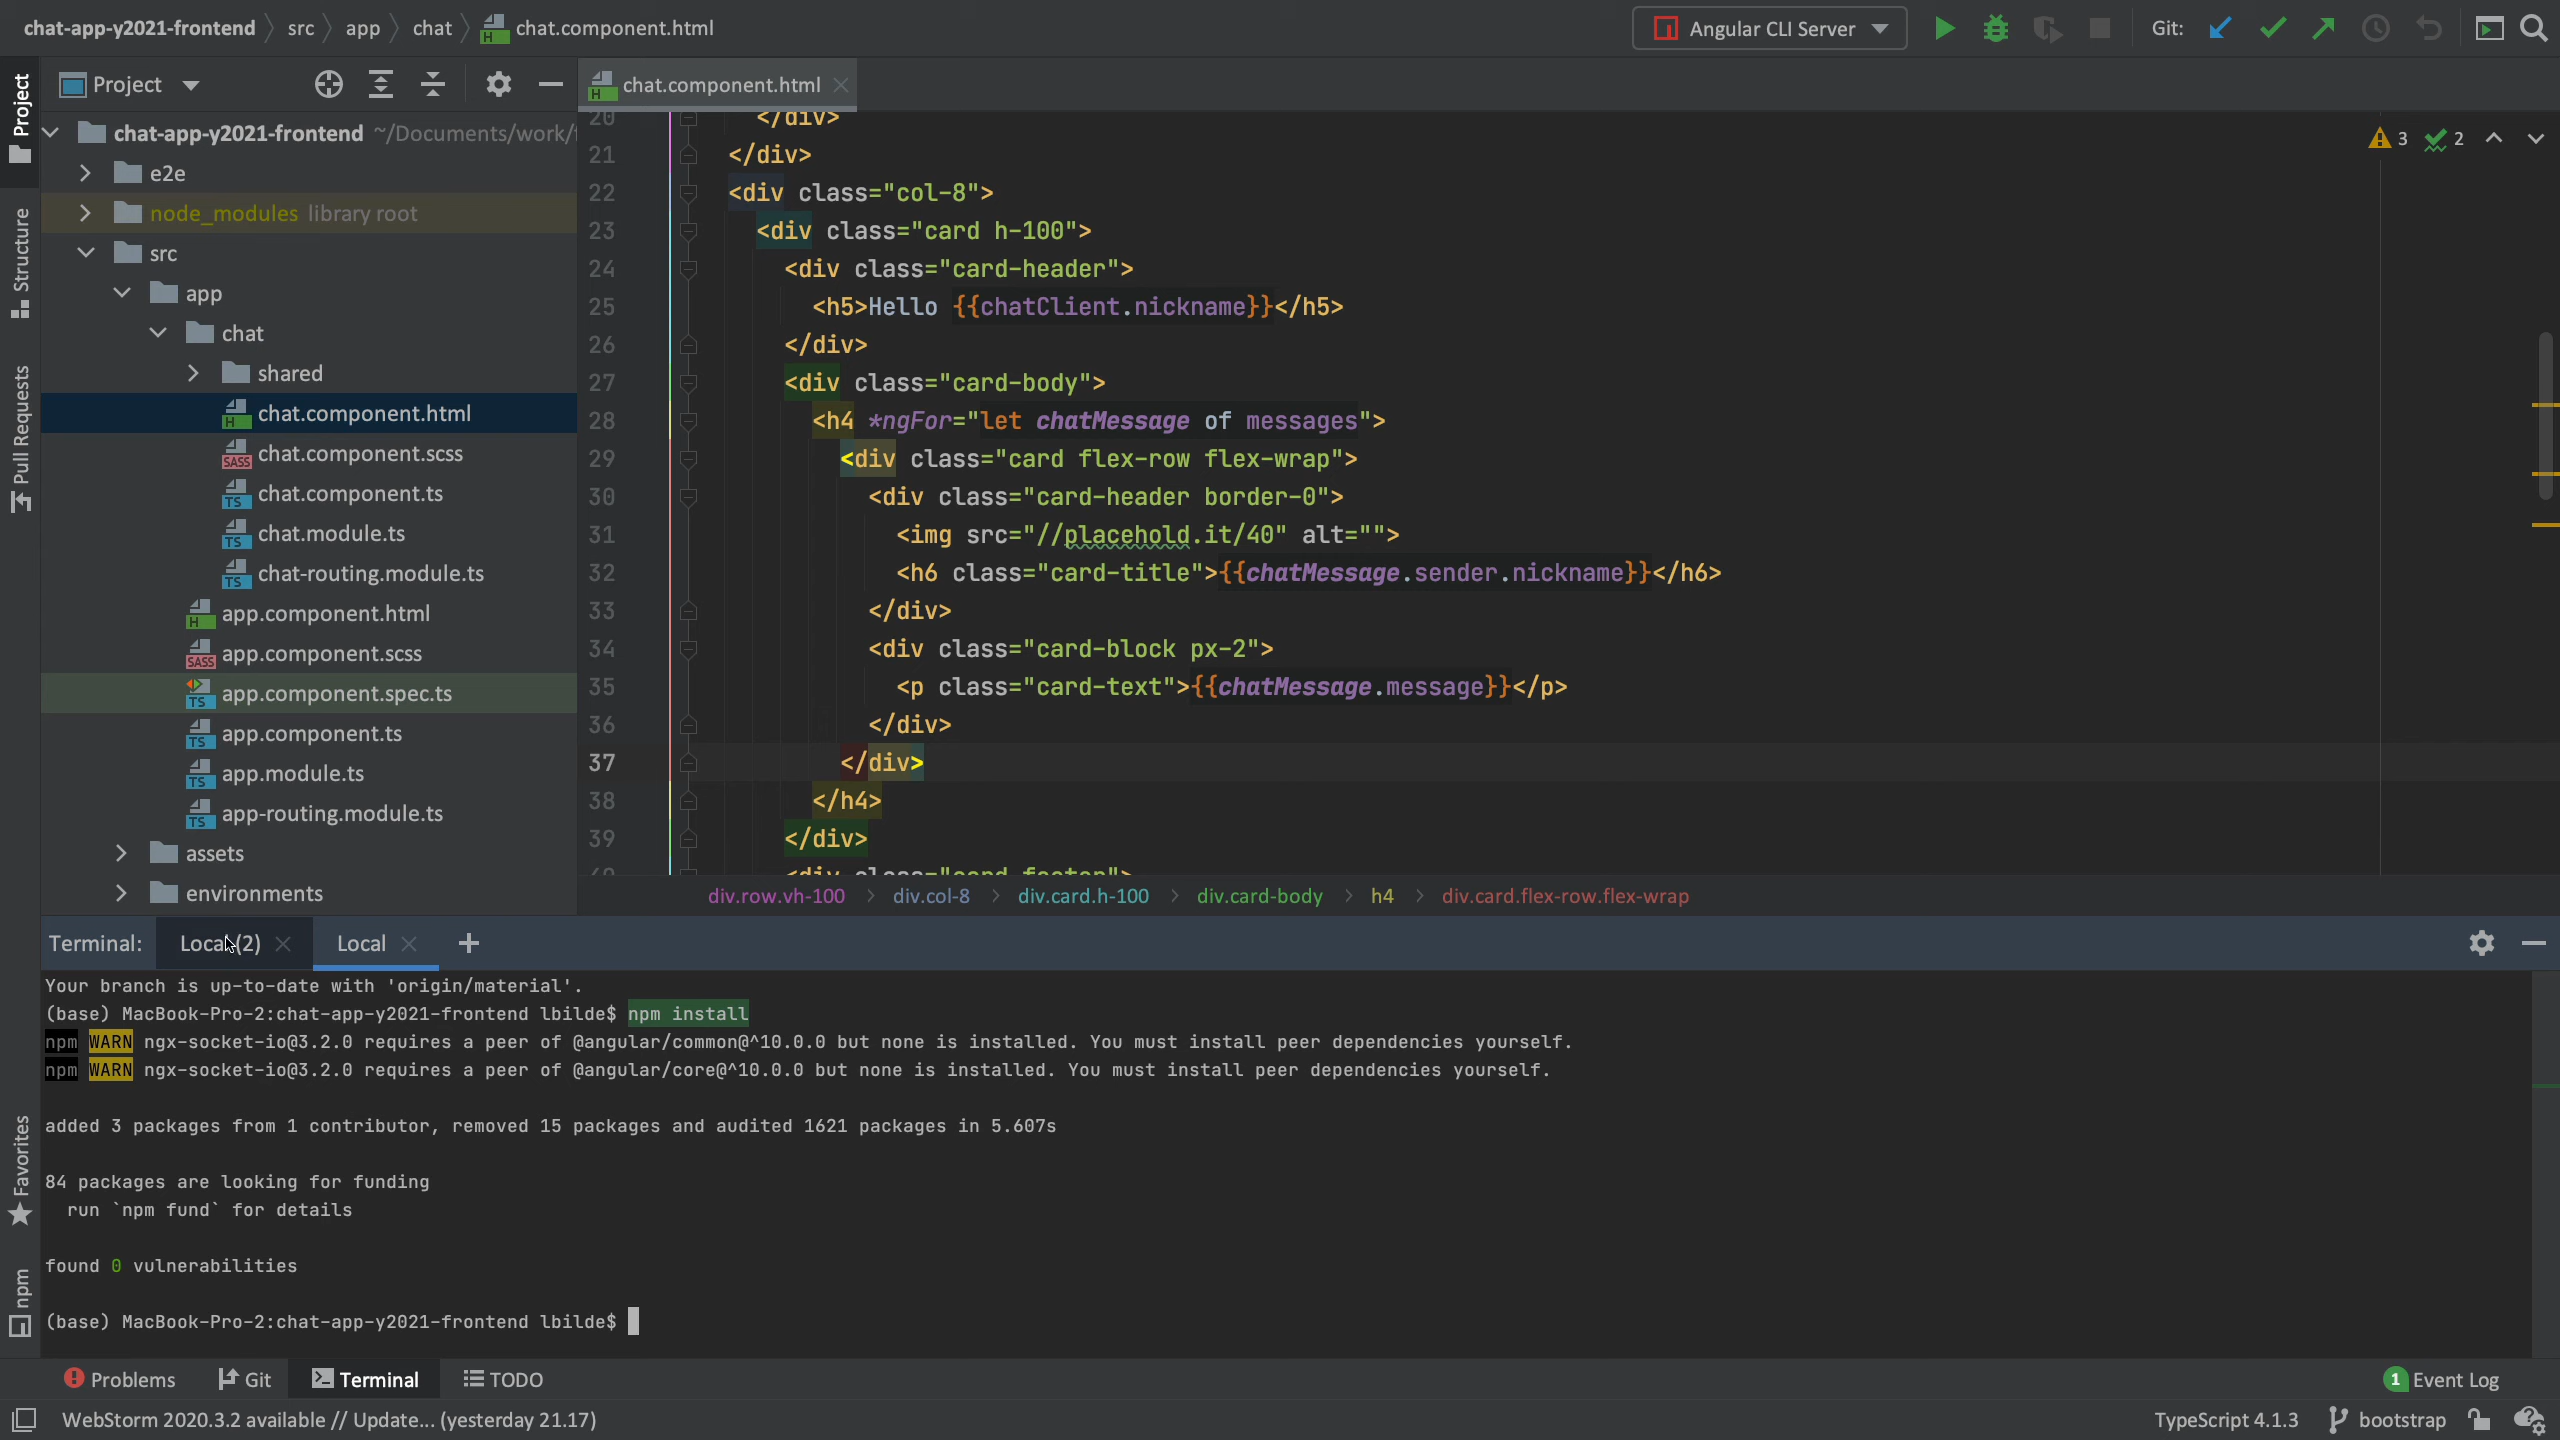 chat-app-y2021-frontend src app chat chat.component.html
Angular CLI Server
Git:
Project
chat.component.html
Project
Structure
Pull Requests
Favorites
npm
chat-app-y2021-frontend ~/Documents/work/
e2e
node_modules library root
src
app
chat
shared
chat.component.html
chat.component.scss
chat.component.ts
chat.module.ts
chat-routing.module.ts
app.component.html
app.component.scss
app.component.spec.ts
app.component.ts
app.module.ts
app-routing.module.ts
assets
environments
3 2
20 </div>
21 </div>
22 <div class="col-8">
23 <div class="card h-100">
24 <div class="card-header">
25 <h5>Hello {{chatClient.nickname}}</h5>
26 </div>
27 <div class="card-body">
28 <h4 *ngFor="let chatMessage of messages">
29 <div class="card flex-row flex-wrap">
30 <div class="card-header border-0">
31 <img src="//placehold.it/40" alt="">
32 <h6 class="card-title">{{chatMessage.sender.nickname}}</h6>
33 </div>
34 <div class="card-block px-2">
35 <p class="card-text">{{chatMessage.message}}</p>
36 </div>
37 </div>
38 </h4>
39 </div>
40 <div class="card-footer">
div.row.vh-100 div.col-8 div.card.h-100 div.card-body h4 div.card.flex-row.flex-wrap
Terminal: Local (2) Local
Your branch is up-to-date with 'origin/material'.
(base) MacBook-Pro-2:chat-app-y2021-frontend lbilde$ npm install
npm WARN ngx-socket-io@3.2.0 requires a peer of @angular/common@^10.0.0 but none is installed. You must install peer dependencies yourself.
npm WARN ngx-socket-io@3.2.0 requires a peer of @angular/core@^10.0.0 but none is installed. You must install peer dependencies yourself.
added 3 packages from 1 contributor, removed 15 packages and audited 1621 packages in 5.607s
84 packages are looking for funding
run `npm fund` for details
found 0 vulnerabilities
(base) MacBook-Pro-2:chat-app-y2021-frontend lbilde$
Problems Git Terminal TODO
1 Event Log
WebStorm 2020.3.2 available // Update... (yesterday 21.17)
TypeScript 4.1.3 bootstrap